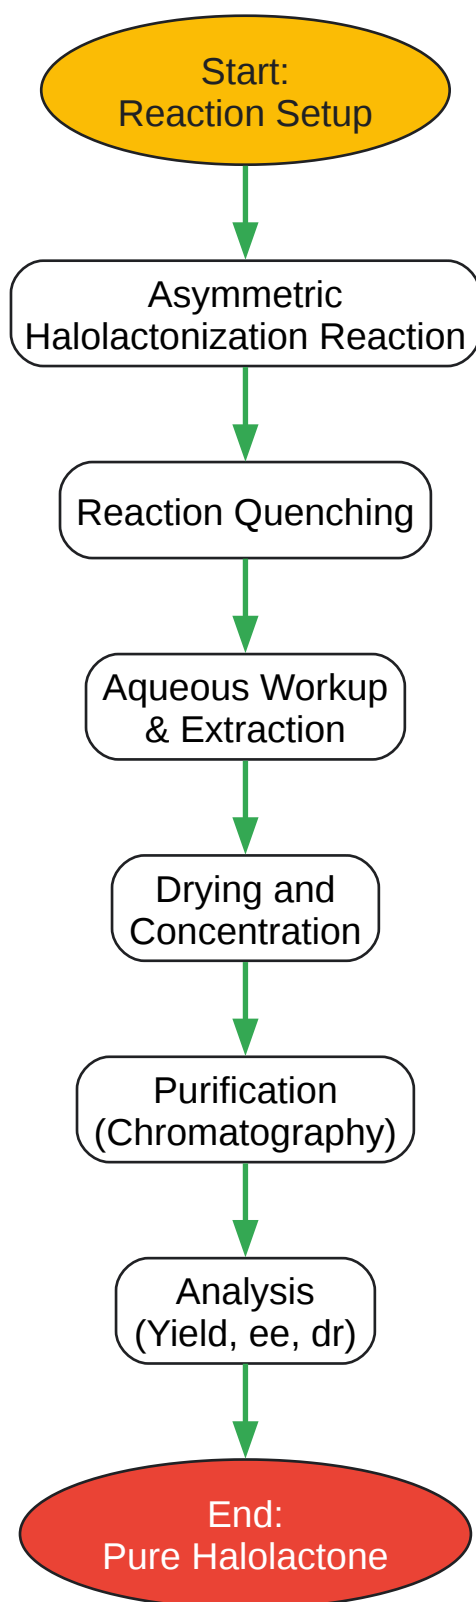 Start:
Reaction Setup
Asymmetric
Halolactonization Reaction
Reaction Quenching
Aqueous Workup
& Extraction
Drying and
Concentration
Purification
(Chromatography)
Analysis
(Yield, ee, dr)
End:
Pure Halolactone